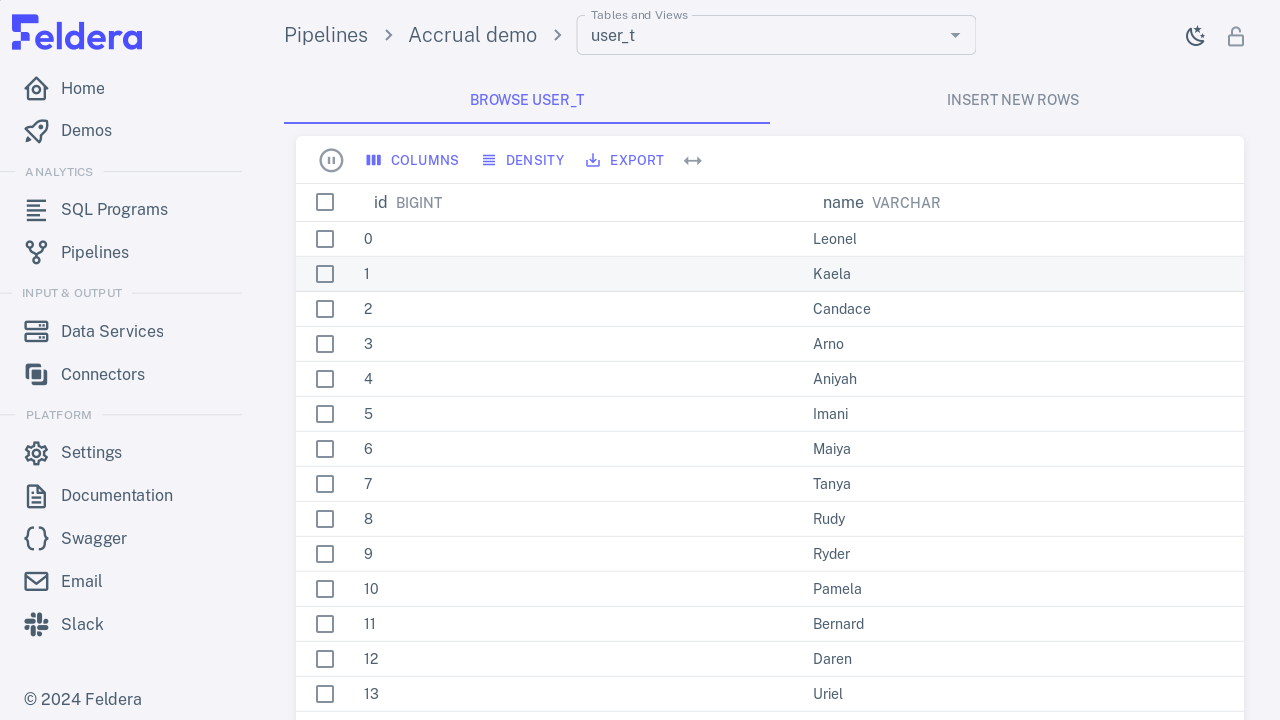 Feldera
Home
Demos
ANALYTICS
SQL Programs
Pipelines
INPUT & OUTPUT
Data Services
Connectors
PLATFORM
Settings
Documentation
Swagger
Email
Slack
© 2024 Feldera
Pipelines > Accrual demo >
Tables and Views
user_t
BROWSE USER_T
INSERT NEW ROWS
COLUMNS DENSITY EXPORT
id BIGINT name VARCHAR
0 Leonel
1 Kaela
2 Candace
3 Arno
4 Aniyah
5 Imani
6 Maiya
7 Tanya
8 Rudy
9 Ryder
10 Pamela
11 Bernard
12 Daren
13 Uriel